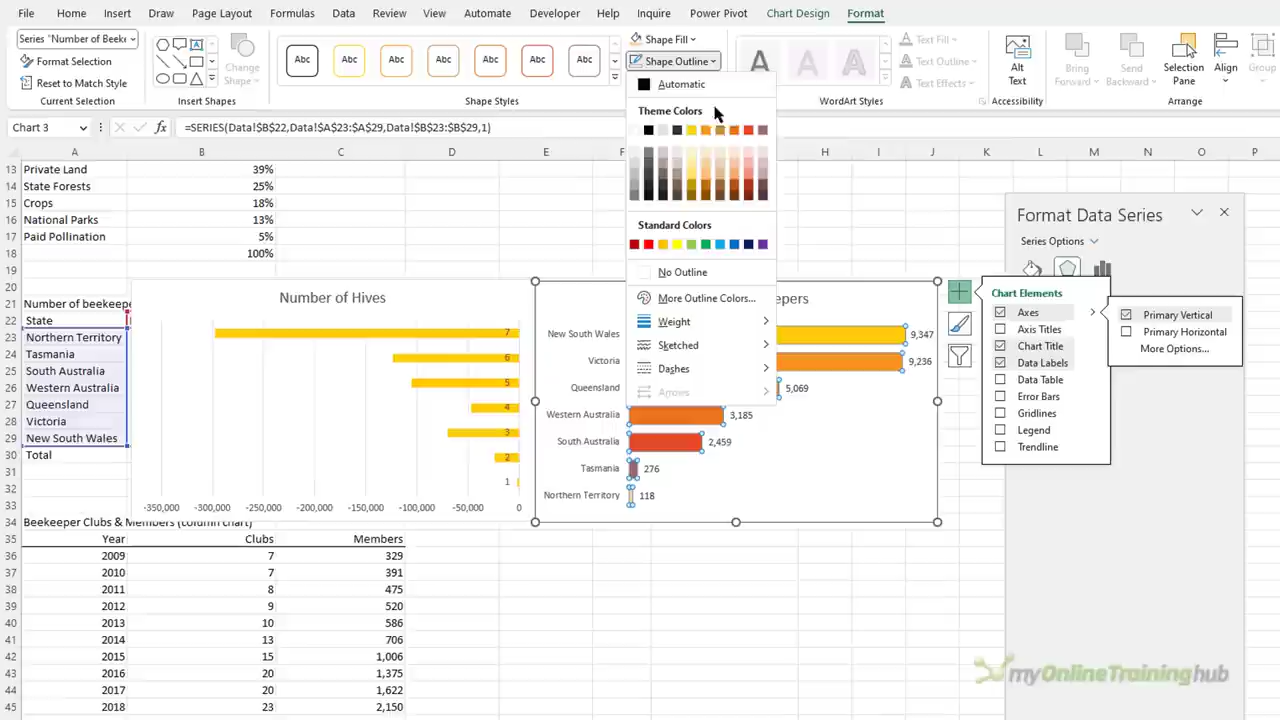 File Home Insert Draw Page Layout Formulas Data Review View Automate Developer Help Inquire Power Pivot Chart Design Format
Series "Number of Beeke
Format Selection
Reset to Match Style
Current Selection
Change
Shape
Insert Shapes
Abc Abc Abc Abc Abc Abc Abc
Shape Styles
Shape Fill
Shape Outline
A A A
Text Fill
Text Outline
Text Effects
WordArt Styles
Alt
Text
Accessibility
Bring
Forward
Send
Backward
Selection
Pane
Align
Group
Arrange
Automatic
Theme Colors
Standard Colors
No Outline
More Outline Colors...
Weight
Sketched
Dashes
Arrows
Chart 3 fx =SERIES(Data!$B$22,Data!$A$23:$A$29,Data!$B$23:$B$29,1)
A B C D E F H I J K L M N O P
13 Private Land 39%
14 State Forests 25%
15 Crops 18%
16 National Parks 13%
17 Paid Pollination 5%
18 100%
19
20
21 Number of beekeepe
22 State
23 Northern Territory
24 Tasmania
25 South Australia
26 Western Australia
27 Queensland
28 Victoria
29 New South Wales
30 Total
31
32
33
34 Beekeeper Clubs & Members (column chart)
35 Year Clubs Members
36 2009 7 329
37 2010 7 391
38 2011 8 475
39 2012 9 520
40 2013 10 586
41 2014 13 706
42 2015 15 1,006
43 2016 20 1,375
44 2017 20 1,622
45 2018 23 2,150
Number of Hives
7
6
5
4
3
2
1
-350,000 -300,000 -250,000 -200,000 -150,000 -100,000 -50,000 0
epers
New South Wales 9,347
Victoria 9,236
Queensland 5,069
Western Australia 3,185
South Australia 2,459
Tasmania 276
Northern Territory 118
Chart Elements
Axes
Axis Titles
Chart Title
Data Labels
Data Table
Error Bars
Gridlines
Legend
Trendline
Primary Vertical
Primary Horizontal
More Options...
Format Data Series
Series Options
myOnlineTraininghub